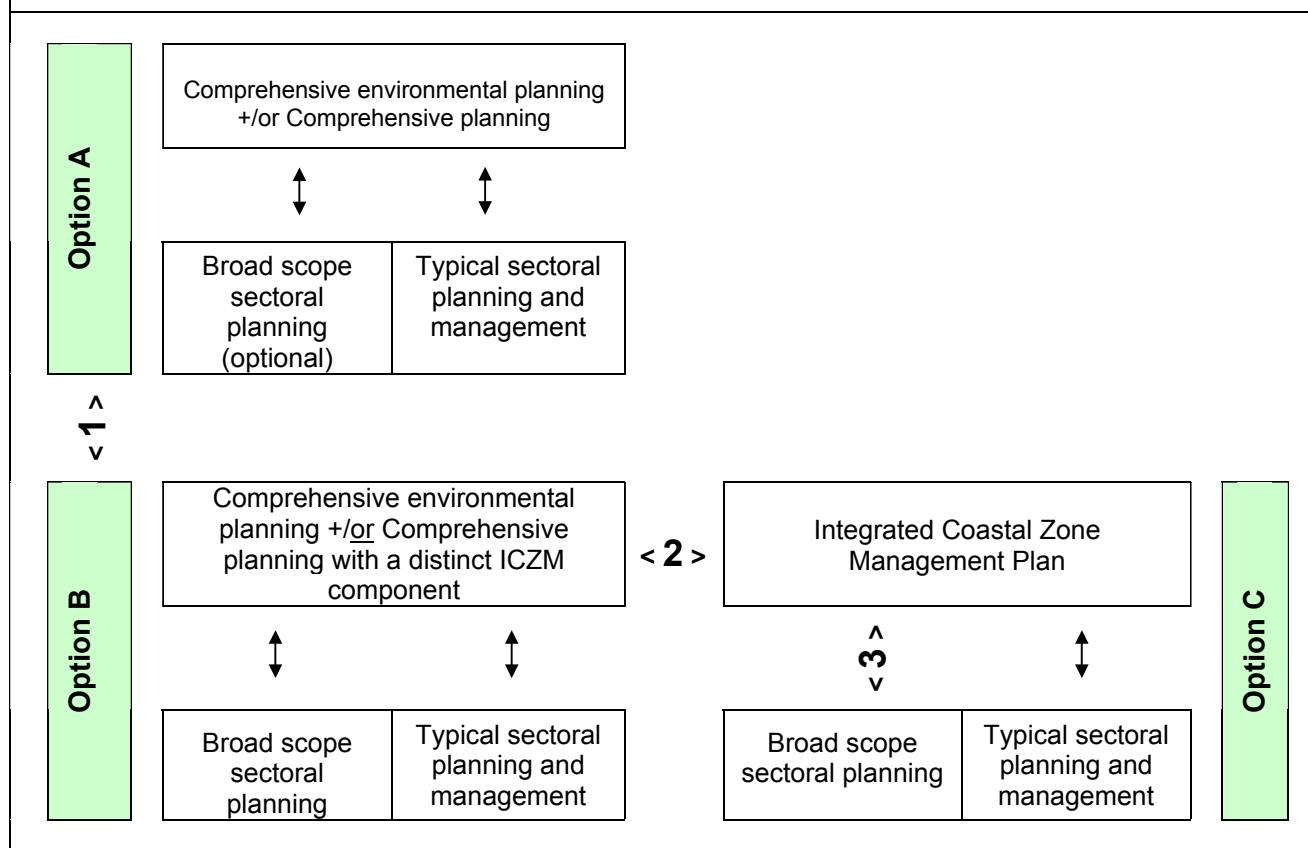 Option A
Comprehensive environmental planning
+/or Comprehensive planning
Broad scope
sectoral
planning
(optional)
Typical sectoral
planning and
management
< 1 >
Option B
Comprehensive environmental
planning +/or Comprehensive
planning with a distinct ICZM
component
< 2 >
Integrated Coastal Zone
Management Plan
Option C
Broad scope
sectoral
planning
Typical sectoral
planning and
management
< 3 >
Broad scope
sectoral planning
Typical sectoral
planning and
management